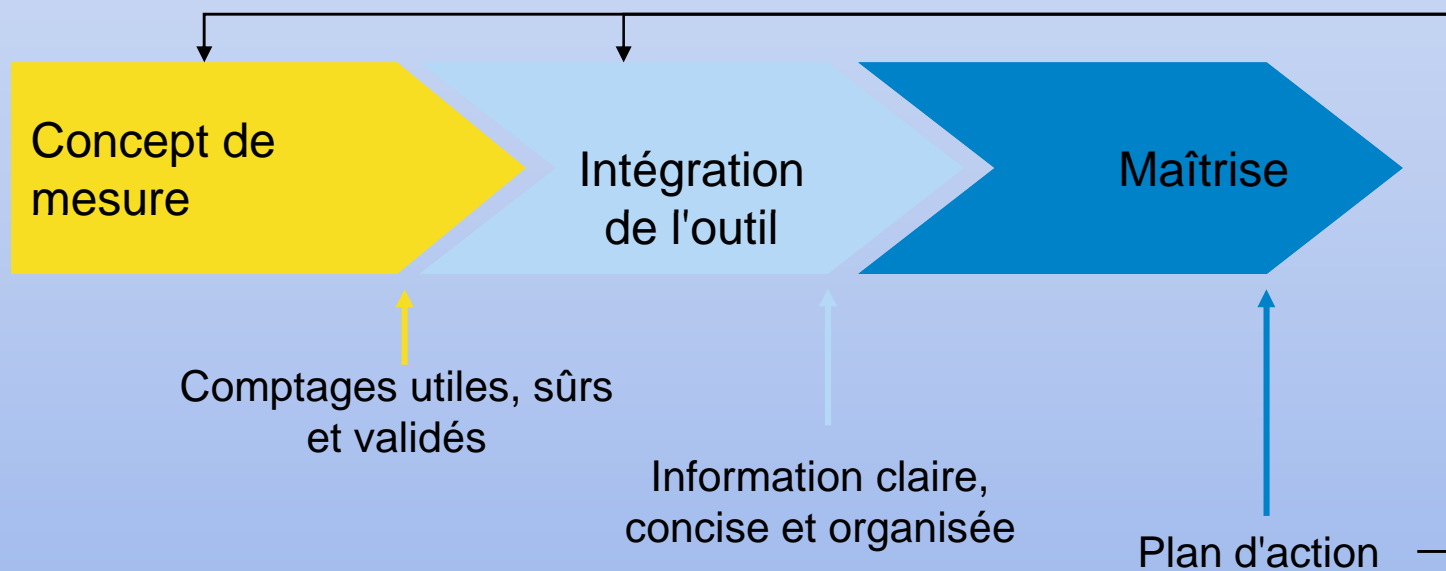 Concept de
mesure
Intégration
de l'outil
Maîtrise
Comptages utiles, sûrs
et validés
Information claire,
concise et organisée
Plan d'action